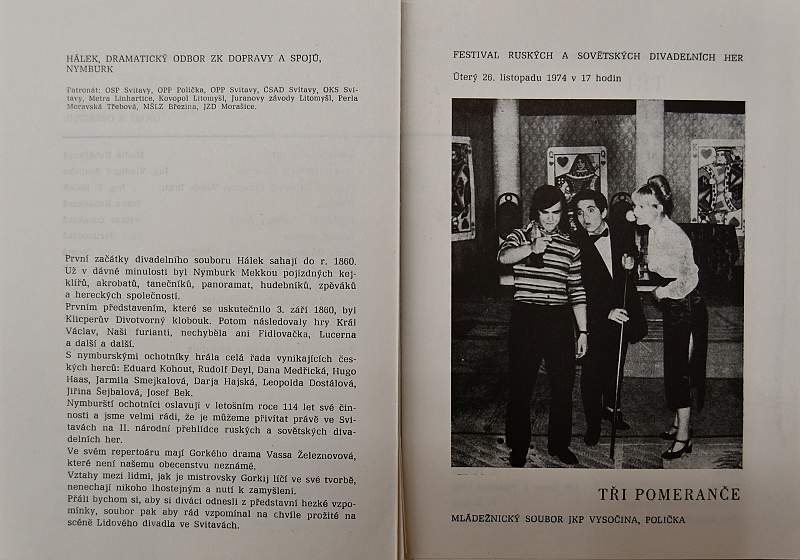 HÁLEK, DRAMATICKÝ ODBOR ZK DOPRAVY A SPOJŮ,
NYMBURK
Patronát: OSP Svitavy, OPP Polička, OPP Svitavy, ČSAD Svitavy, OKS Svi-
tavy, Metra Linhartice, Kovopol Litomyšl, Juranovy závody Litomyšl, Perla
Moravská Třebová, MŠLZ Březina, JZD Morašice.
První začátky divadelního souboru Hálek sahají do r. 1860.
Už v dávné minulosti byl Nymburk Mekkou pojízdných kej-
klířů, akrobatů, tanečníků, panoramat, hudebníků, zpěváků
a hereckých společností.
Prvním představením, které se uskutečnilo 3. září 1860, byl
Klicperův Divotvorný klobouk. Potom následovaly hry Král
Václav, Naši furianti, nechyběla ani Fidlovačka, Lucerna
a další a další.
S nymburskými ochotníky hrála celá řada vynikajících čes-
kých herců: Eduard Kohout, Rudolf Deyl, Dana Medřická, Hugo
Haas, Jarmila Smejkalová, Darja Hajská, Leopolda Dostálová,
Jiřina Šejbalová, Josef Bek.
Nymburští ochotníci oslavují v letošním roce 114 let své čin-
nosti a jsme velmi rádi, že je můžeme přivítat právě ve Svi-
tavách na II. národní přehlídce ruských a sovětských diva-
delních her.
Ve svém repertoáru mají Gorkého drama Vassa Železnovová,
které není našemu obecenstvu neznámé.
Vztahy mezi lidmi, jak je mistrovsky Gorkij líčí ve své tvorbě,
nenechají nikoho lhostejným a nutí k zamyšlení.
Přáli bychom si, aby si diváci odnesli z představní hezké vzpo-
mínky, soubor pak aby rád vzpomínal na chvíle prožité na
scéně Lidového divadla ve Svitavách.
FESTIVAL RUSKÝCH A SOVĚTSKÝCH DIVADELNÍCH HER
Úterý 26. listopadu 1974 v 17 hodin
TŘI POMERANČE
MLÁDEŽNICKÝ SOUBOR JKP VYSOČINA, POLIČKA